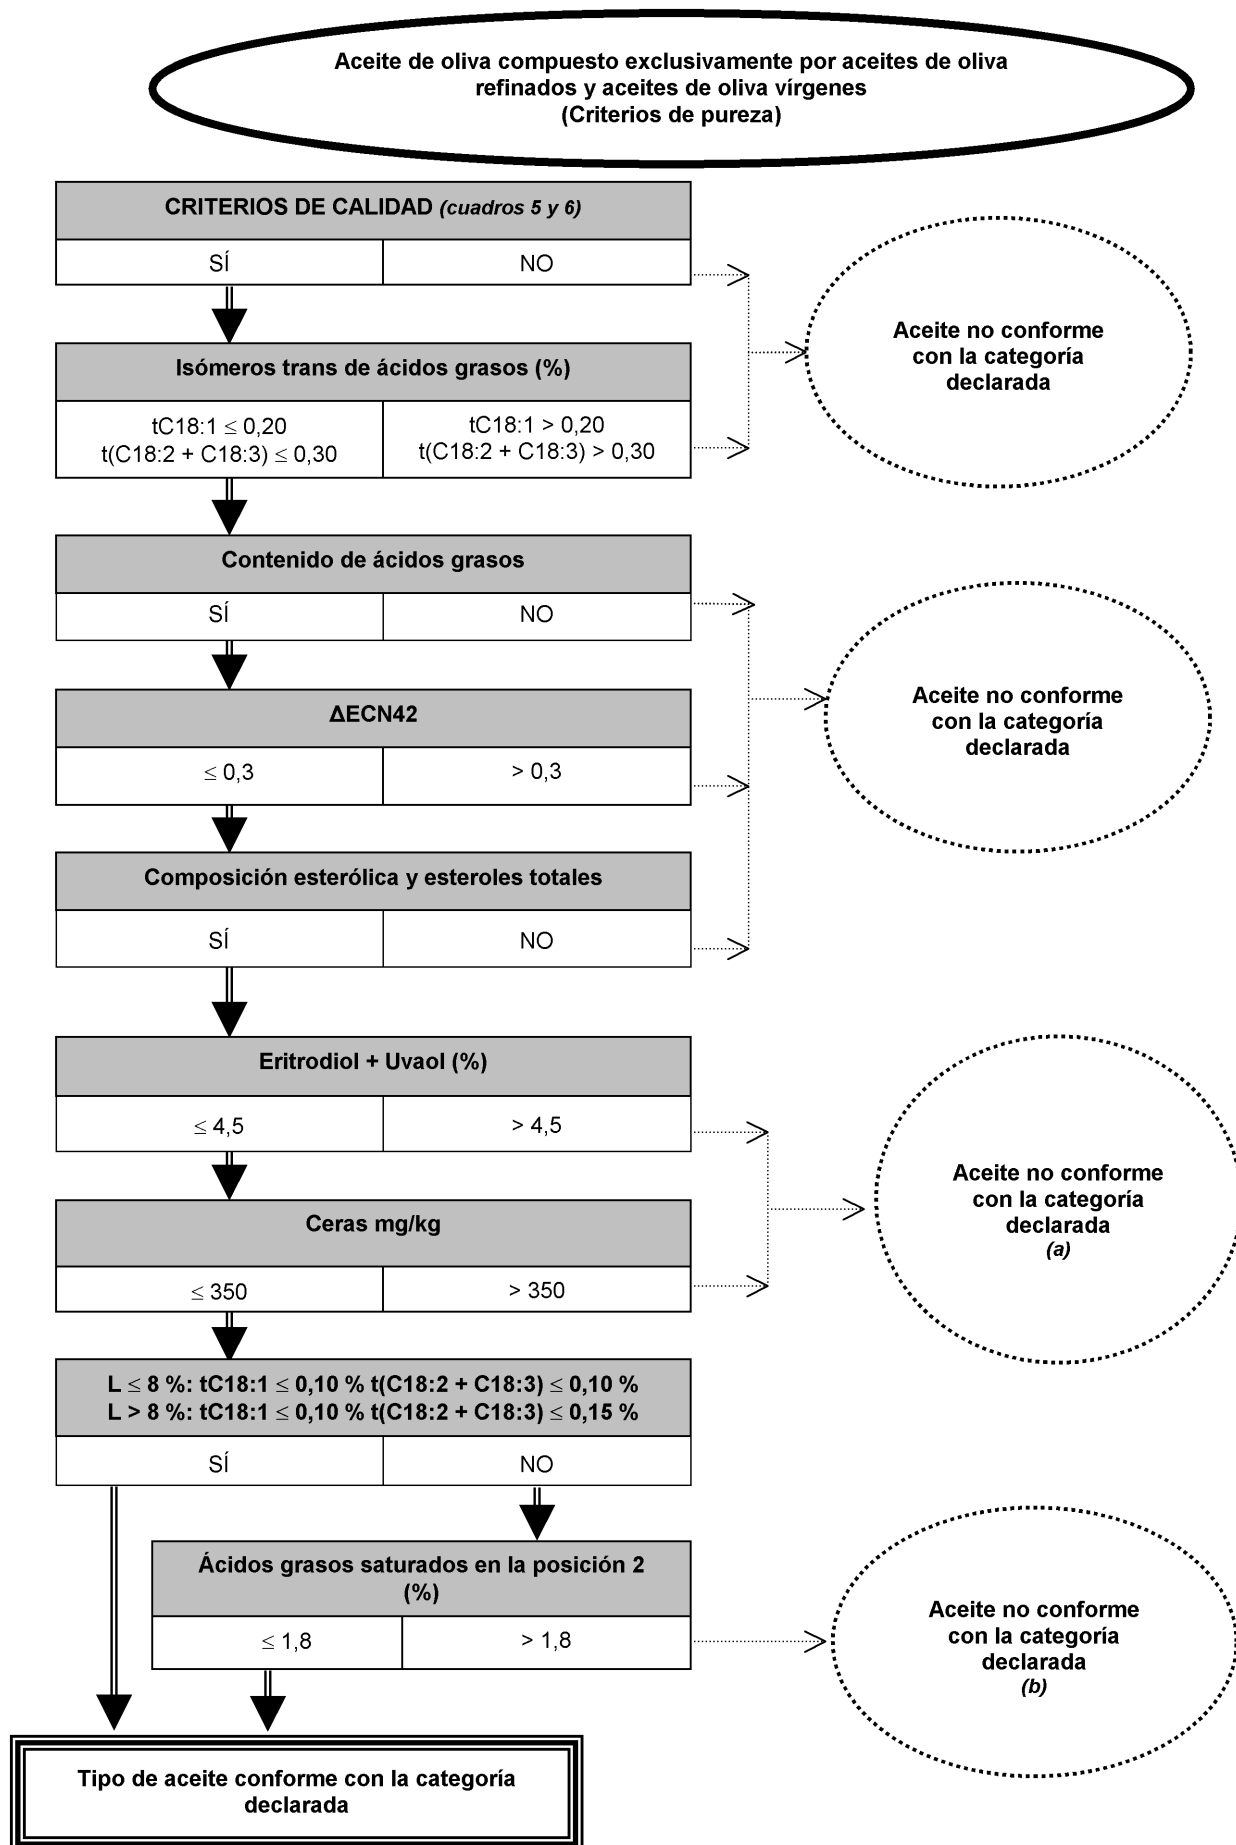 Aceite de oliva compuesto exclusivamente por aceites de oliva
refinados y aceites de oliva vírgenes
(Criterios de pureza)
CRITERIOS DE CALIDAD (cuadros 5 y 6)
SÍ
NO
Aceite no conforme
con la categoría
declarada
Isómeros trans de ácidos grasos (%)
tC18:1 ≤ 0,20
t(C18:2 + C18:3) ≤ 0,30
tC18:1 > 0,20
t(C18:2 + C18:3) > 0,30
Contenido de ácidos grasos
SÍ
NO
Aceite no conforme
con la categoría
declarada
ΔECN42
≤ 0,3
> 0,3
Composición esterólica y esteroles totales
SÍ
NO
Eritrodiol + Uvaol (%)
≤ 4,5
> 4,5
Aceite no conforme
con la categoría
declarada
(a)
Ceras mg/kg
≤ 350
> 350
L ≤ 8 %: tC18:1 ≤ 0,10 % t(C18:2 + C18:3) ≤ 0,10 %
L > 8 %: tC18:1 ≤ 0,10 % t(C18:2 + C18:3) ≤ 0,15 %
SÍ
NO
Ácidos grasos saturados en la posición 2
(%)
≤ 1,8
> 1,8
Aceite no conforme
con la categoría
declarada
(b)
Tipo de aceite conforme con la categoría
declarada